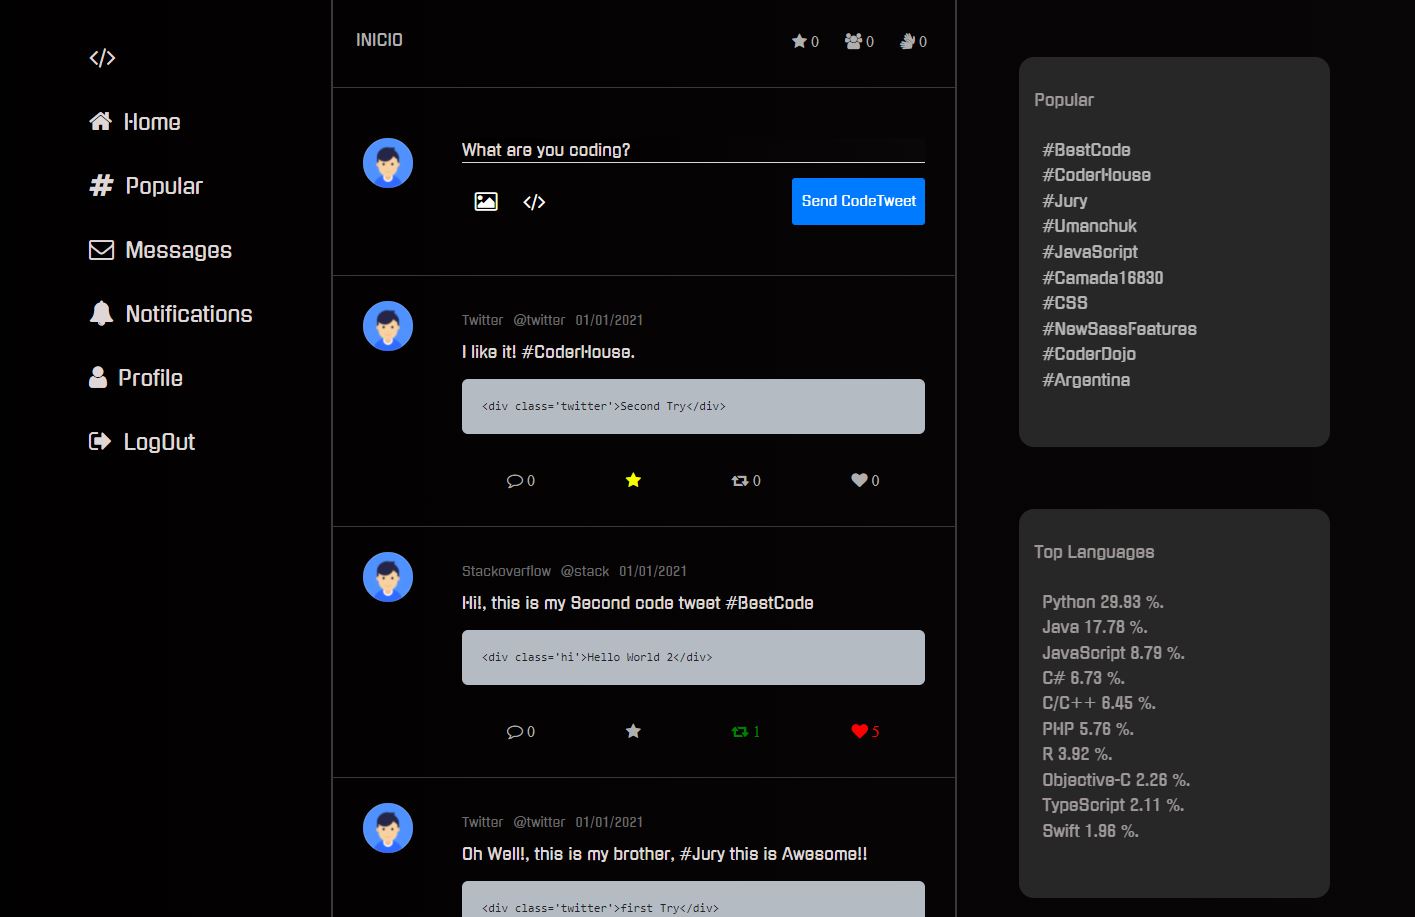 </>
Home
# Popular
Messages
Notifications
Profile
LogOut
INICIO
0 0 0
What are you coding?
</> Send CodeTweet
Twitter @twitter 01/01/2021
I like it! #CoderHouse.
<div class='twitter'>Second Try</div>
0 0 0
Stackoverflow @stack 01/01/2021
Hi!, this is my Second code tweet #BestCode
<div class='hi'>Hello World 2</div>
0 1 5
Twitter @twitter 01/01/2021
Oh Well!, this is my brother, #Jury this is Awesome!!
<div class='twitter'>first Try</div>
Popular
#BestCode
#CoderHouse
#Jury
#Umanchuk
#JavaScript
#Camada16830
#CSS
#NewSassFeatures
#CoderDojo
#Argentina
Top Languages
Python 29.93 %.
Java 17.78 %.
JavaScript 8.79 %.
C# 6.73 %.
C/C++ 6.45 %.
PHP 5.76 %.
R 3.92 %.
Objective-C 2.26 %.
TypeScript 2.11 %.
Swift 1.96 %.